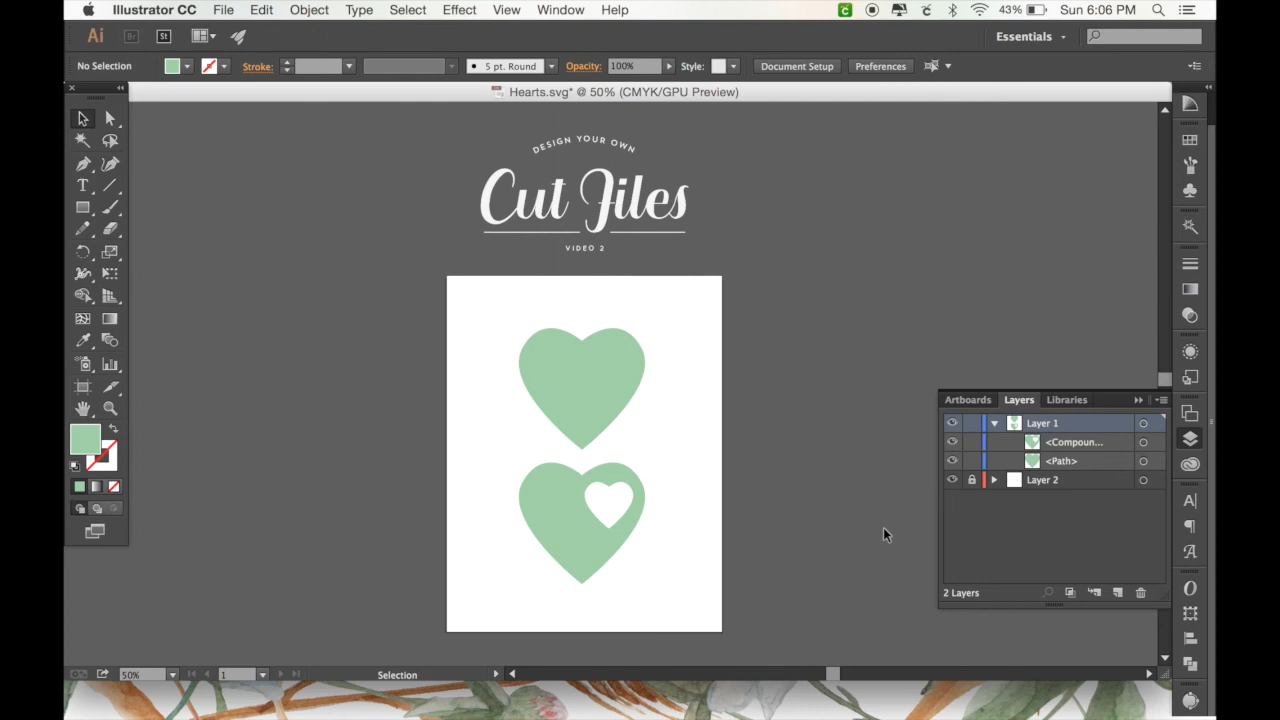 Illustrator CC File Edit Object Type Select Effect View Window Help 43% Sun 6:06 PM
Ai Br St Essentials
No Selection Stroke: 5 pt. Round Opacity: 100% Style: Document Setup Preferences
Hearts.svg* @ 50% (CMYK/GPU Preview)
DESIGN YOUR OWN
Cut Files
VIDEO 2
Artboards Layers Libraries
Layer 1
<Compoun...
<Path>
Layer 2
2 Layers
50% 1 Selection